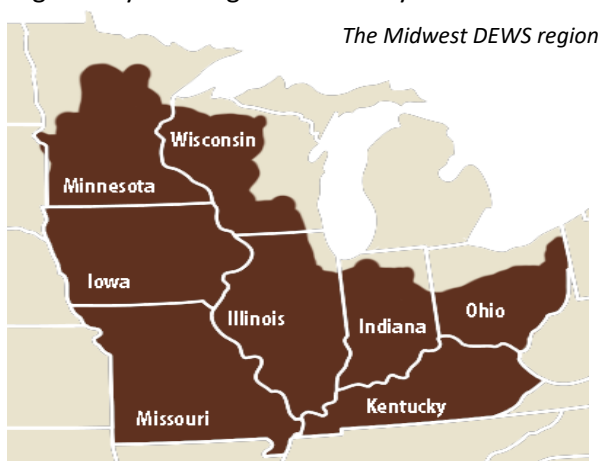 The Midwest DEWS region
Wisconsin
Minnesota
Iowa
Illinois
Indiana
Ohio
Missouri
Kentucky